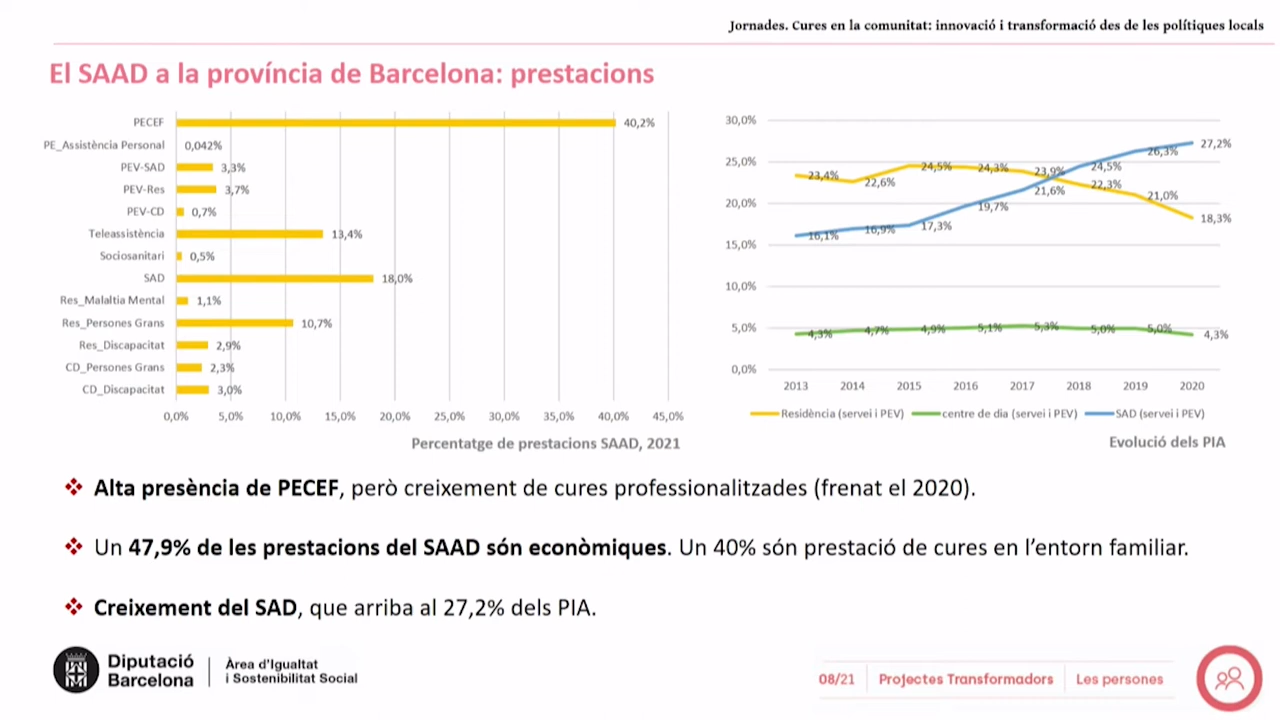 Jornades. Cures en la comunitat: innovació i transformació des de les polítiques locals
El SAAD a la província de Barcelona: prestacions
PECEF 40,2%
PE_Assistència Personal 0,042%
PEV-SAD 3,3%
PEV-Res 3,7%
PEV-CD 0,7%
Teleassistència 13,4%
Sociosanitari 0,5%
SAD 18,0%
Res_Malaltia Mental 1,1%
Res_Persones Grans 10,7%
Res_Discapacitat 2,9%
CD_Persones Grans 2,3%
CD_Discapacitat 3,0%
0,0% 5,0% 10,0% 15,0% 20,0% 25,0% 30,0% 35,0% 40,0% 45,0%
Percentatge de prestacions SAAD, 2021
30,0%
25,0%
20,0%
15,0%
10,0%
5,0%
0,0%
23,4% 22,6% 24,5% 24,3% 23,9% 22,3% 21,0% 18,3%
16,1% 16,9% 17,3% 19,7% 21,6% 24,5% 26,3% 27,2%
4,3% 4,7% 4,9% 5,1% 5,3% 5,0% 5,0% 4,3%
2013 2014 2015 2016 2017 2018 2019 2020
Residència (servei i PEV) centre de dia (servei i PEV) SAD (servei i PEV)
Evolució dels PIA
Alta presència de PECEF, però creixement de cures professionalitzades (frenat el 2020).
Un 47,9% de les prestacions del SAAD són econòmiques. Un 40% són prestació de cures en l'entorn familiar.
Creixement del SAD, que arriba al 27,2% dels PIA.
Diputació
Barcelona
Àrea d'Igualtat
i Sostenibilitat Social
08/21 Projectes Transformadors Les persones